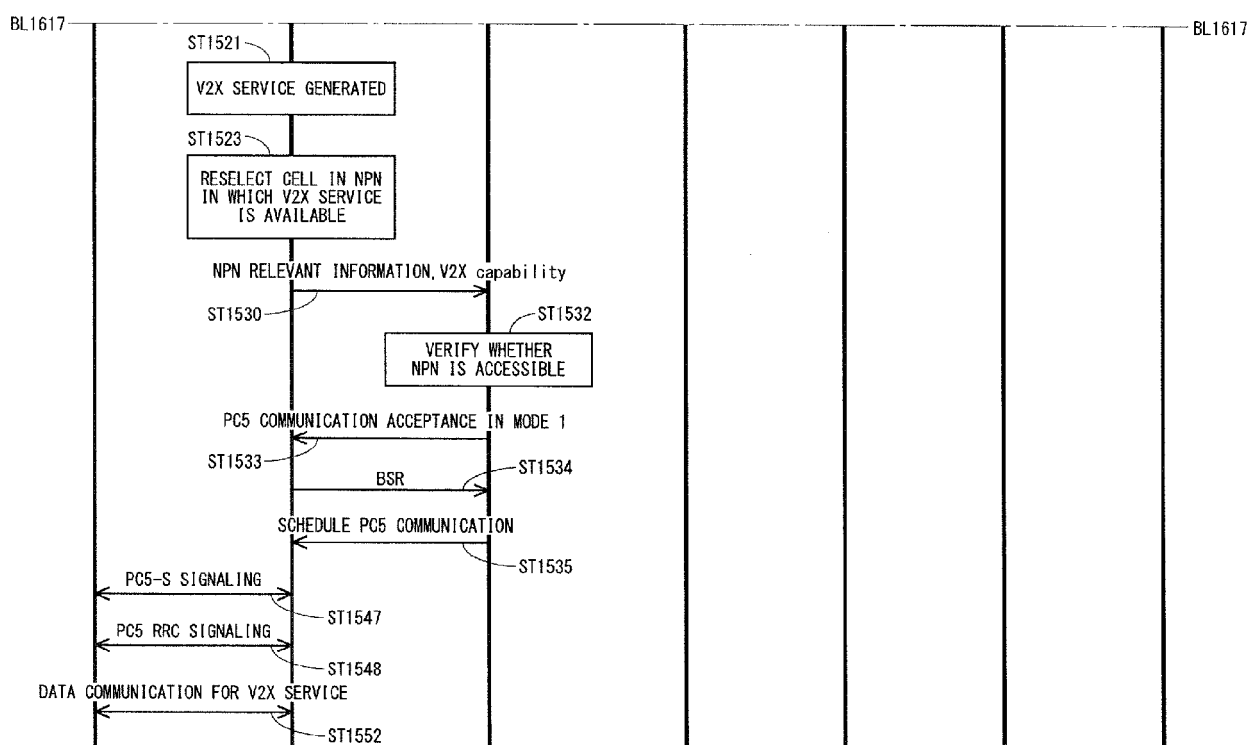 BL1617
BL1617
ST1521
V2X SERVICE GENERATED
ST1523
RESELECT CELL IN NPN
IN WHICH V2X SERVICE
IS AVAILABLE
NPN RELEVANT INFORMATION,V2X capability
ST1530
ST1532
VERIFY WHETHER
NPN IS ACCESSIBLE
PC5 COMMUNICATION ACCEPTANCE IN MODE 1
ST1533
BSR
ST1534
SCHEDULE PC5 COMMUNICATION
ST1535
PC5-S SIGNALING
ST1547
PC5 RRC SIGNALING
ST1548
DATA COMMUNICATION FOR V2X SERVICE
ST1552